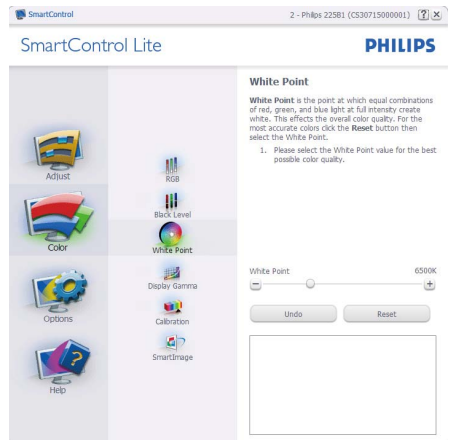 SmartControl
2 - Philips 225B1 (CS30715000001)
SmartControl Lite
PHILIPS
Adjust
Color
Options
Help
RGB
Black Level
White Point
Display Gamma
Calibration
SmartImage
White Point
White Point is the point at which equal combinations
of red, green, and blue light at full intensity create
white. This effects the overall color quality. For the
most accurate colors click the Reset button then
select the White Point.
1. Please select the White Point value for the best
possible color quality.
White Point 6500K
Undo Reset